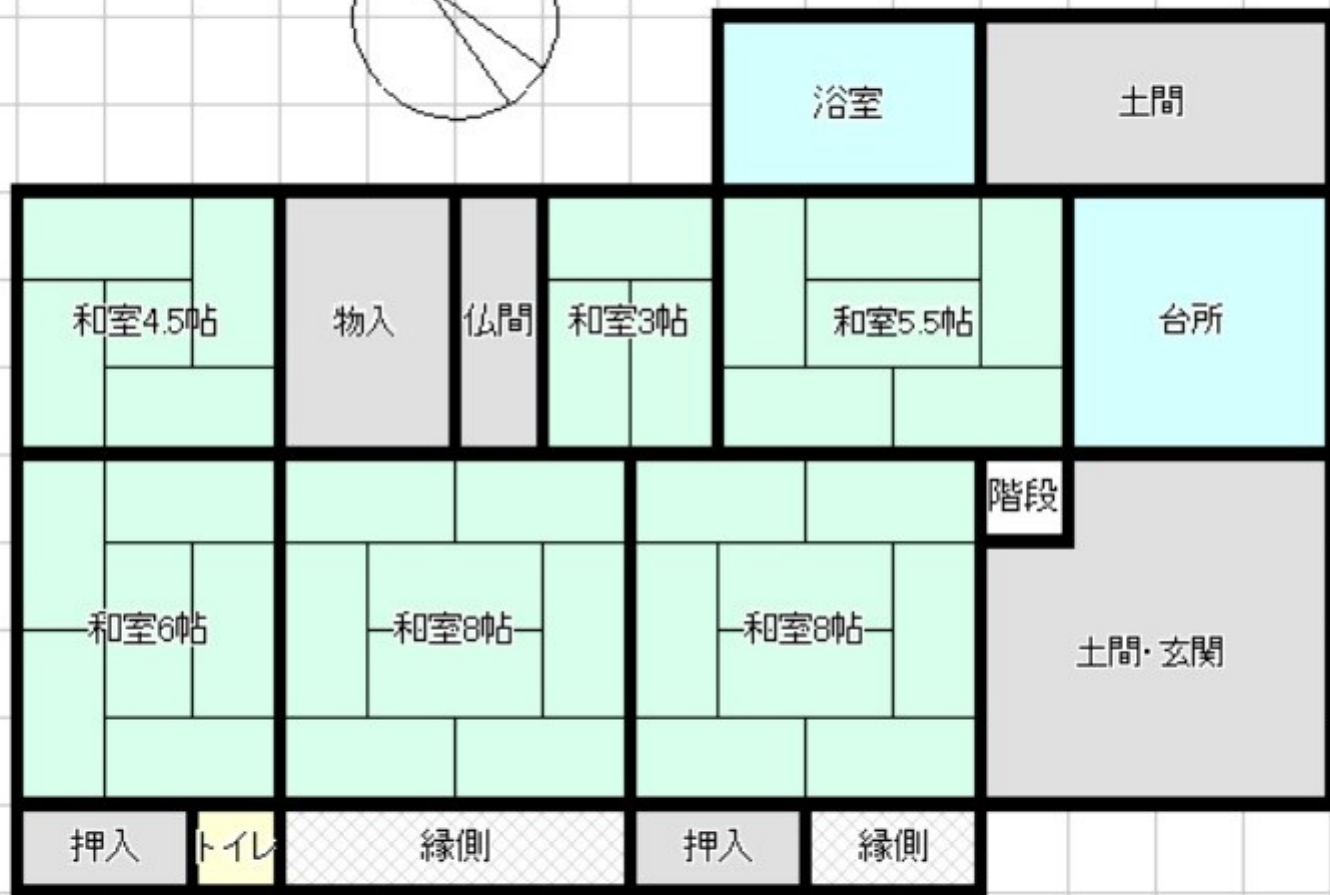 浴室
土間
和室4.5帖
物入
仏間
和室3帖
和室5.5帖
台所
階段
和室6帖
和室8帖
和室8帖
土間・玄関
押入
トイレ
縁側
押入
縁側